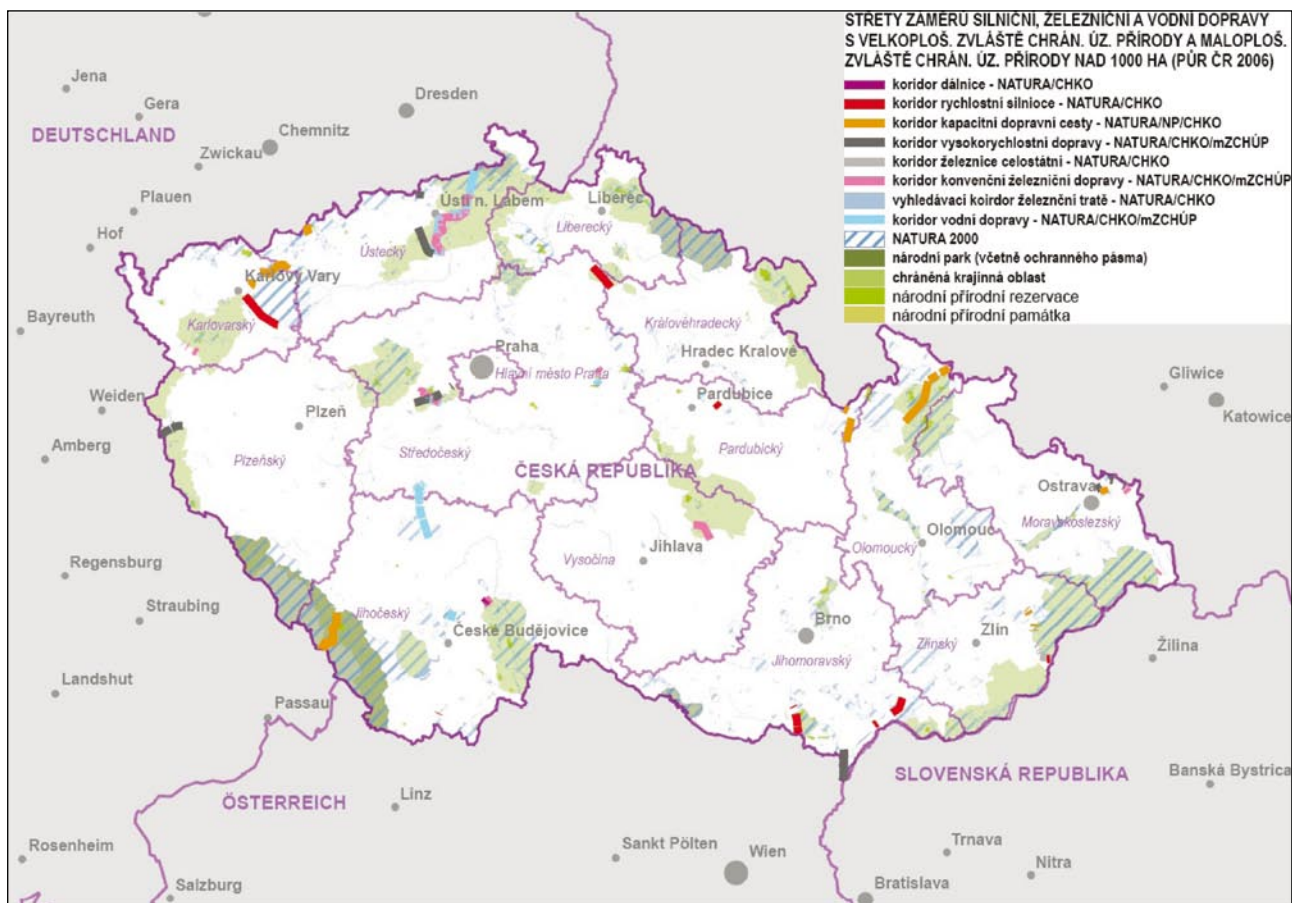 STŘETY ZÁMĚRŮ SILNIČNÍ, ŽELEZNIČNÍ A VODNÍ DOPRAVY
S VELKOPLOŠ. ZVLÁŠTĚ CHRÁN. ÚZ. PŘÍRODY A MALOPLOŠ.
ZVLÁŠTĚ CHRÁN. ÚZ. PŘÍRODY NAD 1000 HA (PÚR ČR 2006)
koridor dálnice - NATURA/CHKO
koridor rychlostní silnioce - NATURA/CHKO
koridor kapacitní dopravní cesty - NATURA/NP/CHKO
koridor vysokorychlostní dopravy - NATURA/CHKO/mZCHÚP
koridor železnice celostátní - NATURA/CHKO
koridor konvenční železniční dopravy - NATURA/CHKO/mZCHÚP
vyhledávací koirdor železnční tratě - NATURA/CHKO
koridor vodní dopravy - NATURA/CHKO/mZCHÚP
NATURA 2000
národní park (včetně ochranného pásma)
chráněná krajinná oblast
národní přírodní rezervace
národní přírodní památka
Jena
Gera
Dresden
DEUTSCHLAND
Chemnitz
Zwickau
Plauen
Hof
Ústí n. Labem
Liberec
Ústecký
Liberecký
Karlovy Vary
Karlovarský
Bayreuth
Královéhradecký
Praha
Hlavní město Praha
Hradec Kralové
Weiden
Plzeň
Pardubice
Gliwice
Katowice
Amberg
Plzeňský
Středočeský
Pardubický
ČESKÁ REPUBLIKA
Ostrava
Moravskoslezský
Olomouc
Olomoucký
Jihlava
Vysočina
Regensburg
Straubing
Jihočeský
České Budějovice
Brno
Zlín
Zlínský
Jihomoravský
Žilina
Landshut
Passau
SLOVENSKÁ REPUBLIKA
Banská Bystrica
ÖSTERREICH
Linz
Rosenheim
Sankt Pölten
Wien
Trnava
Nitra
Salzburg
Bratislava